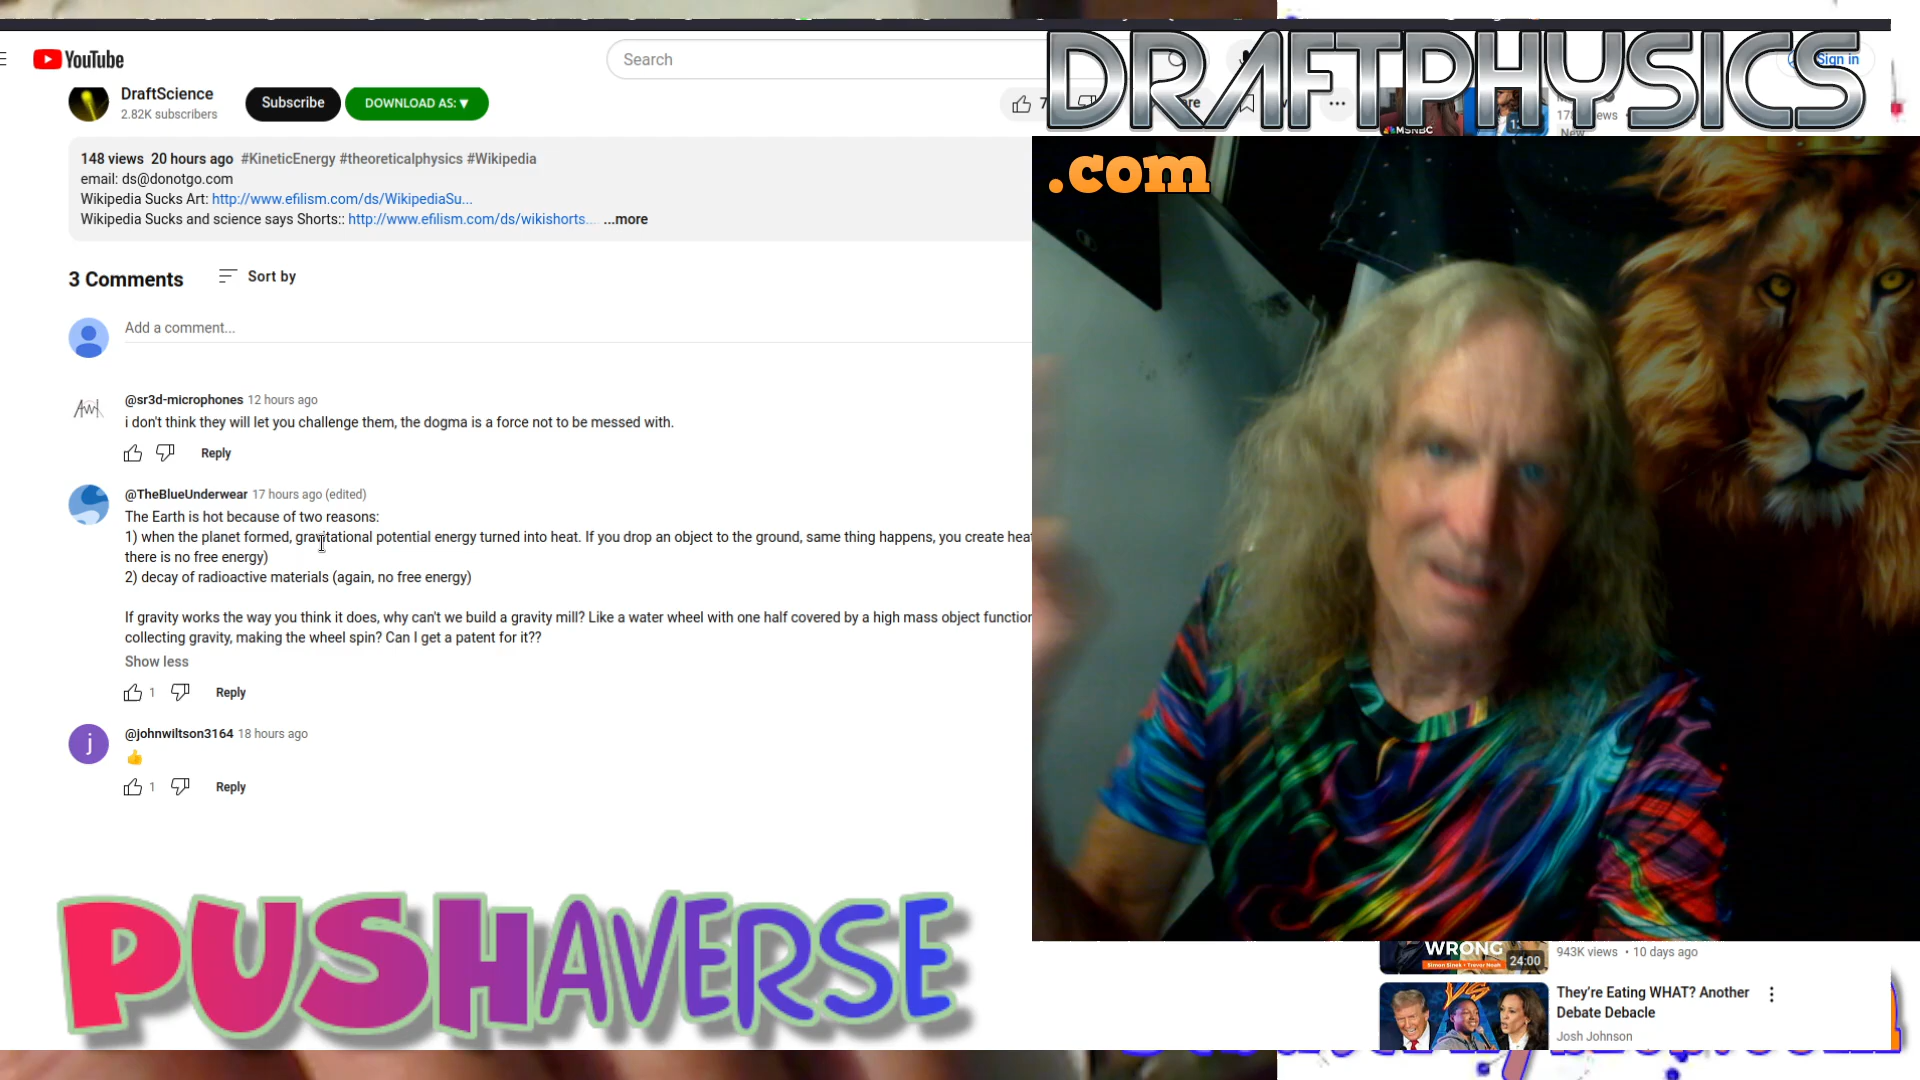 DRAFTPHYSICS
.com
YouTube
Search
Sign in
DraftScience
2.82K subscribers
Subscribe
DOWNLOAD AS: ▼
7
148 views 20 hours ago #KineticEnergy #theoreticalphysics #Wikipedia
email: ds@donotgo.com
Wikipedia Sucks Art: http://www.efilism.com/ds/WikipediaSu...
Wikipedia Sucks and science says Shorts:: http://www.efilism.com/ds/wikishorts... ...more
MSNBC
New
3 Comments
Sort by
Add a comment...
@sr3d-microphones 12 hours ago
i don't think they will let you challenge them, the dogma is a force not to be messed with.
Reply
@TheBlueUnderwear 17 hours ago (edited)
The Earth is hot because of two reasons:
1) when the planet formed, gravitational potential energy turned into heat. If you drop an object to the ground, same thing happens, you create hea
there is no free energy)
2) decay of radioactive materials (again, no free energy)
If gravity works the way you think it does, why can't we build a gravity mill? Like a water wheel with one half covered by a high mass object function
collecting gravity, making the wheel spin? Can I get a patent for it??
Show less
1
Reply
j
@johnwiltson3164 18 hours ago
1
Reply
PUSHAVERSE
WRONG
Simon Sinek • Trevor Noah
24:00
943K views • 10 days ago
VS
They're Eating WHAT? Another
Debate Debacle
Josh Johnson